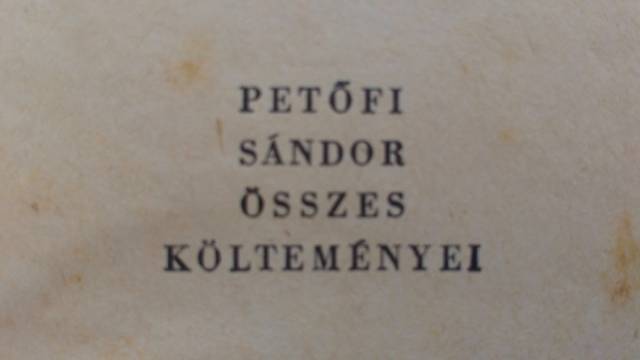 PETŐFI
SÁNDOR
ÖSSZES
KÖLTEMÉNYEI